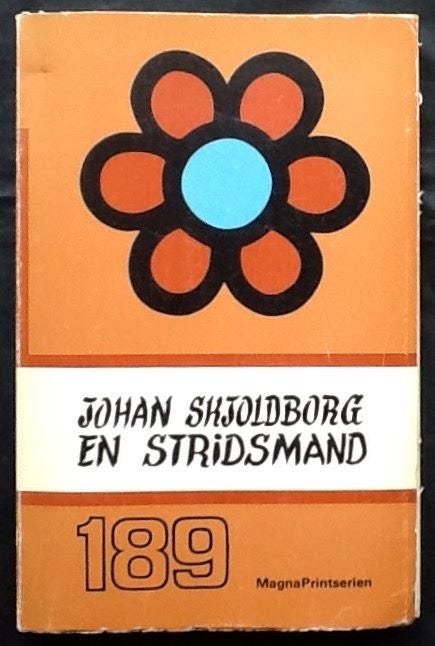 JOHAN SKJOLDBORG
EN STRiDSMAND
189
MagnaPrintserien